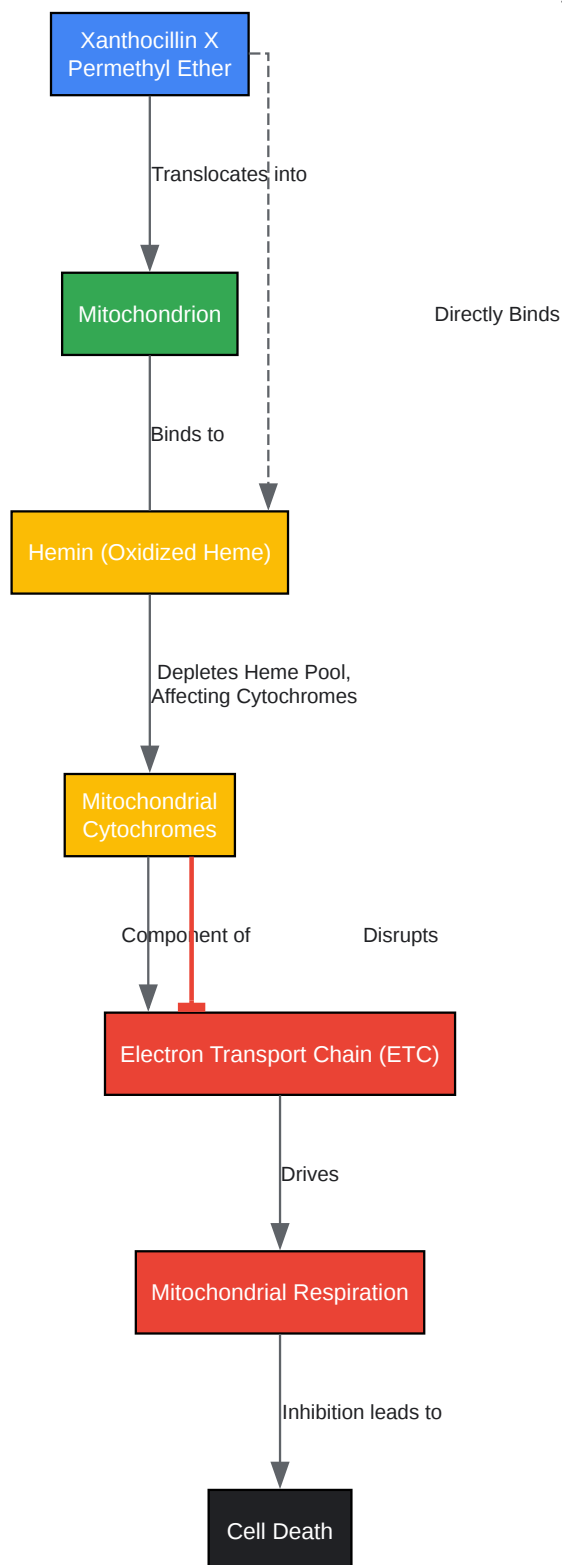 Xanthocillin X
Permethyl Ether
Translocates into
Mitochondrion
Directly Binds
Binds to
Hemin (Oxidized Heme)
Depletes Heme Pool,
Affecting Cytochromes
Mitochondrial
Cytochromes
Component of
Disrupts
Electron Transport Chain (ETC)
Drives
Mitochondrial Respiration
Inhibition leads to
Cell Death